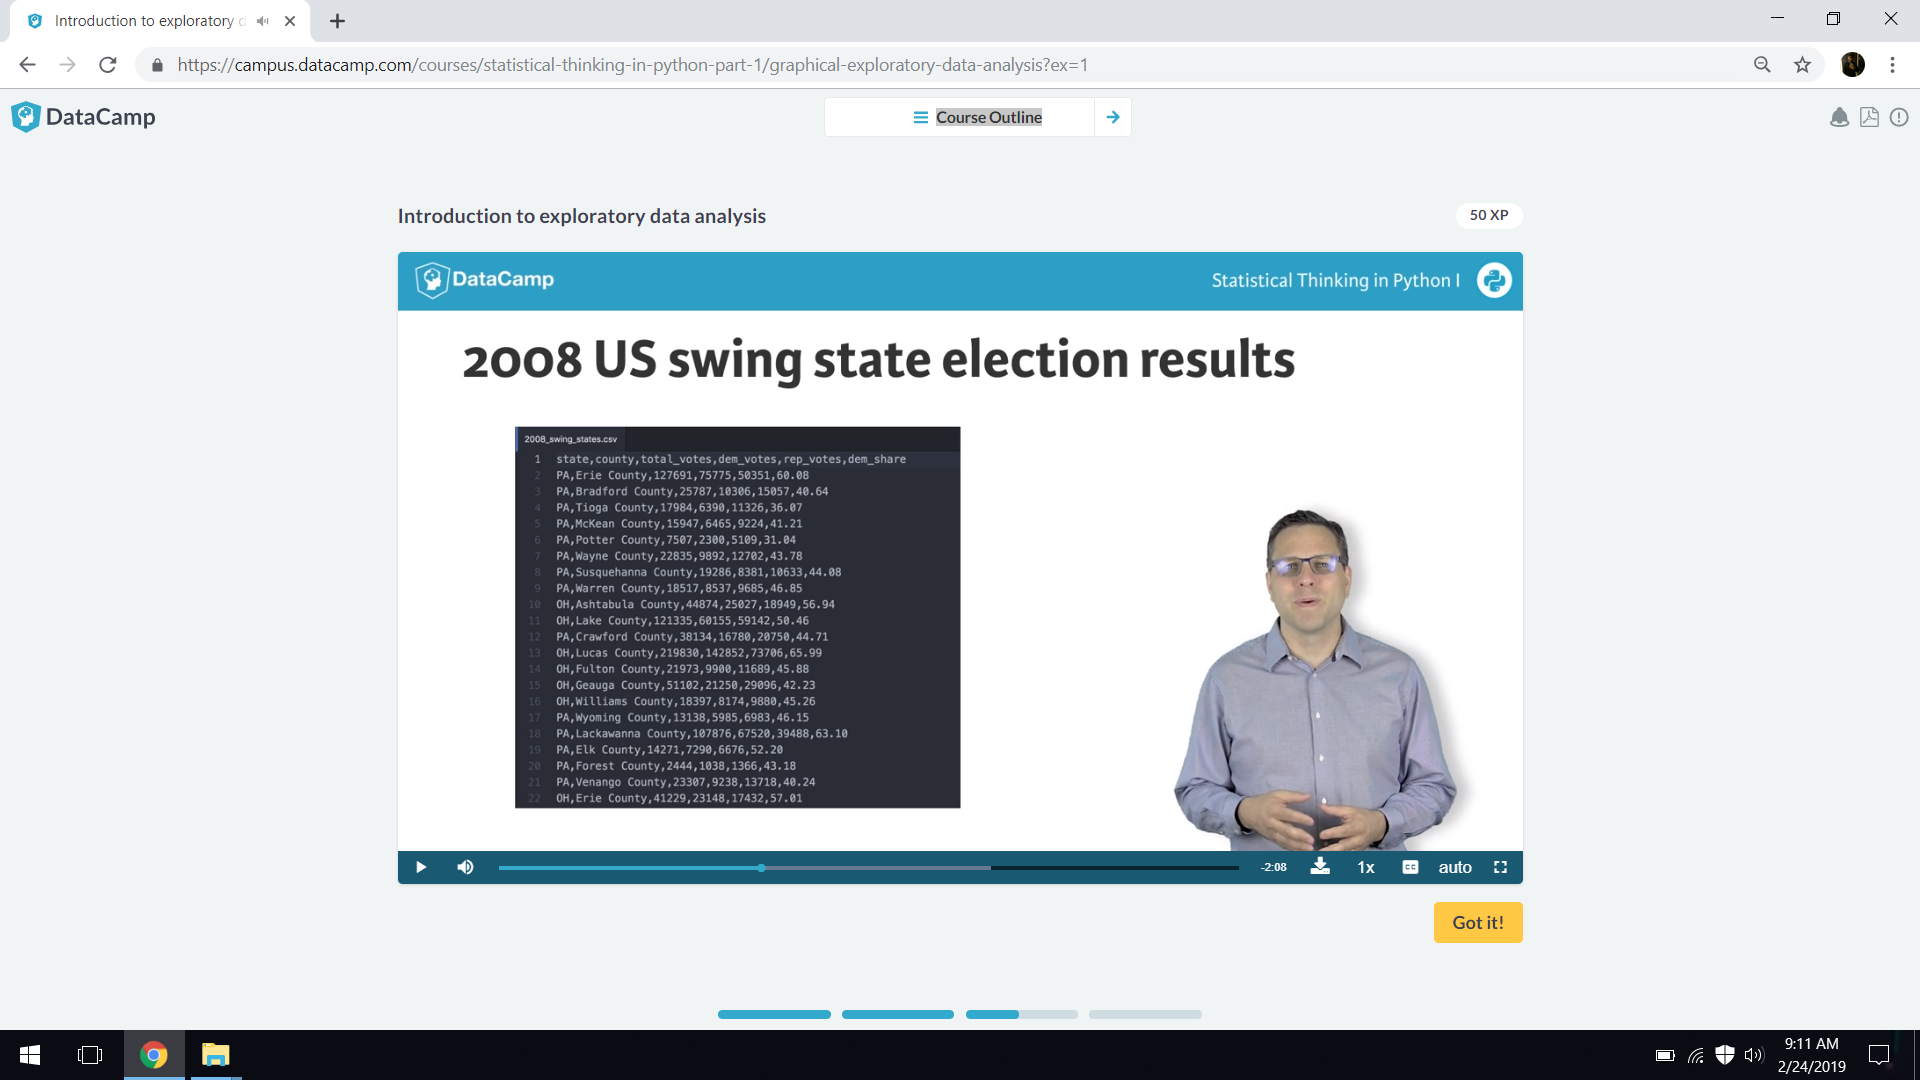 Introduction to exploratory d
https://campus.datacamp.com/courses/statistical-thinking-in-python-part-1/graphical-exploratory-data-analysis?ex=1
DataCamp
Course Outline
Introduction to exploratory data analysis
50 XP
DataCamp
Statistical Thinking in Python I
2008 US swing state election results
2008_swing_states.csv
1 state,county,total_votes,dem_votes,rep_votes,dem_share
2 PA,Erie County,127691,75775,50351,60.08
3 PA,Bradford County,25787,10306,15057,40.64
4 PA,Tioga County,17984,6390,11326,36.07
5 PA,McKean County,15947,6465,9224,41.21
6 PA,Potter County,7507,2300,5109,31.04
7 PA,Wayne County,22835,9892,12702,43.78
8 PA,Susquehanna County,19286,8381,10633,44.08
9 PA,Warren County,18517,8537,9685,46.85
10 OH,Ashtabula County,44874,25027,18949,56.94
11 OH,Lake County,121335,60155,59142,50.46
12 PA,Crawford County,38134,16780,20750,44.71
13 OH,Lucas County,219830,142852,73706,65.99
14 OH,Fulton County,21973,9900,11689,45.88
15 OH,Geauga County,51102,21250,29096,42.23
16 OH,Williams County,18397,8174,9880,45.26
17 PA,Wyoming County,13138,5985,6983,46.15
18 PA,Lackawanna County,107876,67520,39488,63.10
19 PA,Elk County,14271,7290,6676,52.20
20 PA,Forest County,2444,1038,1366,43.18
21 PA,Venango County,23307,9238,13718,40.24
22 OH,Erie County,41229,23148,17432,57.01
-2:08
1x
CC
auto
Got it!
9:11 AM
2/24/2019